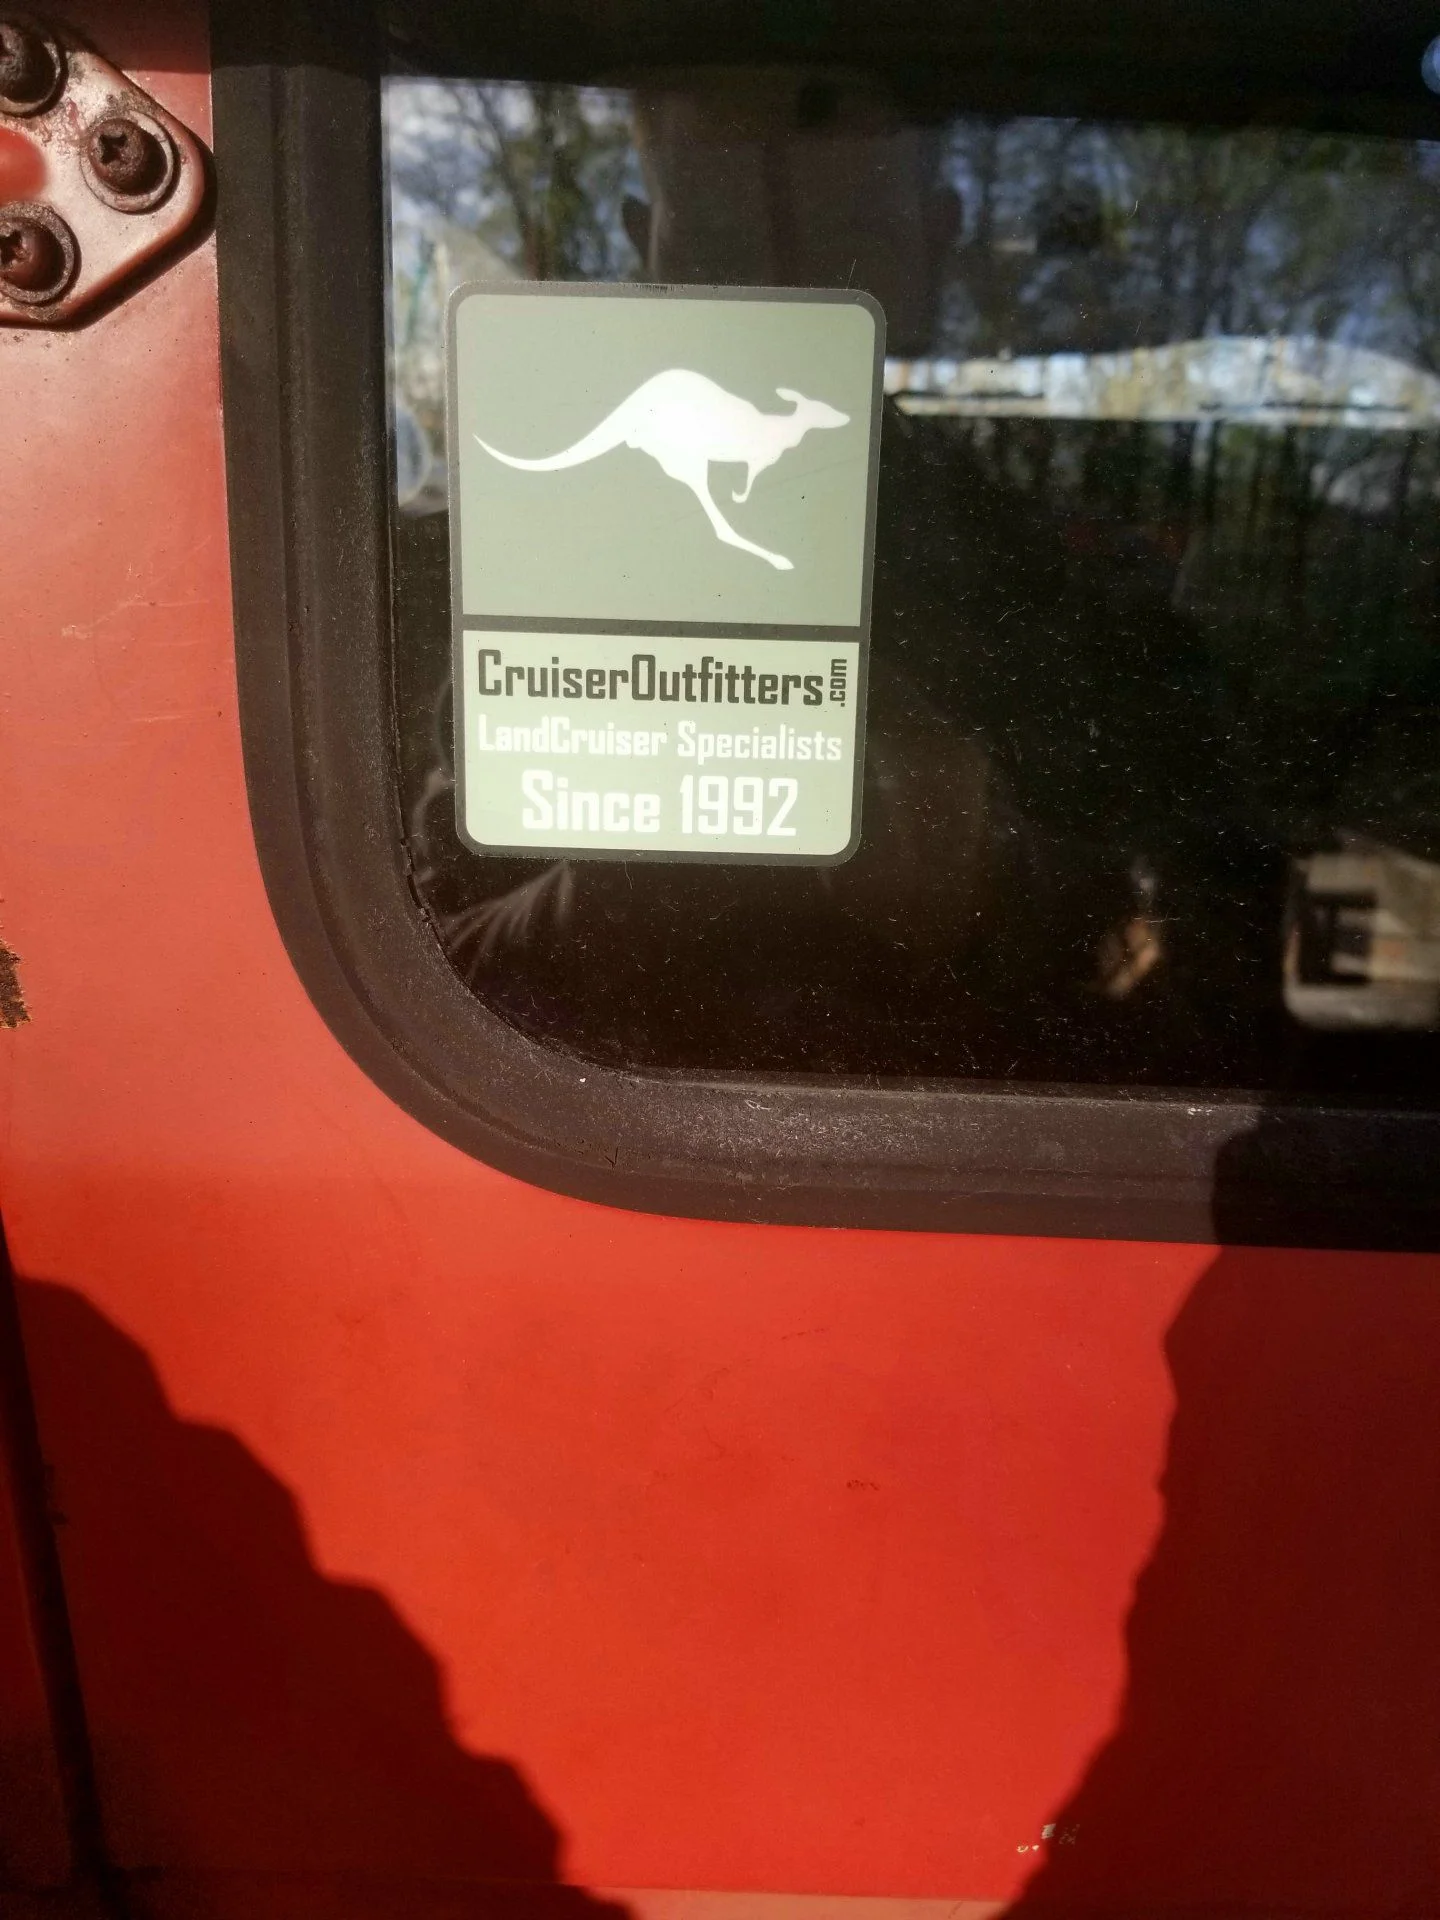 CruiserOutfitters.com
LandCruiser Specialists
Since 1992